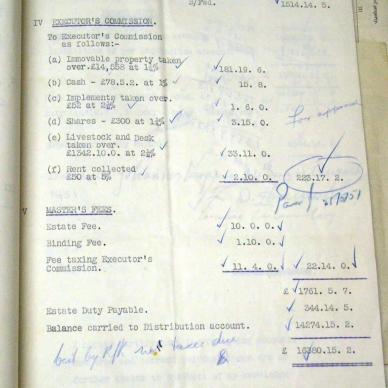 B/Fwd. 1514.14. 5.
IV EXECUTOR'S COMMISSION.
To Executor's Commission
as follows:-
(a) Immovable property taken
over.£14,558 at 1¼% 181.19. 6.
(b) Cash - £78.5.2. at 1% 15. 8.
(c) Implements taken over.
£52 at 2½% 1. 6. 0.
(d) Shares - £300 at 1¼% 3.15. 0.
(e) Livestock and Desk
taken over.
£1342.10.0. at 2½% 33.11. 0.
(f) Rent collected
£50 at 5% 2.10. 0. 223.17. 2.
V MASTER'S FEES.
Estate Fee. 10. 0. 0.
Binding Fee. 1.10. 0.
Fee taxing Executor's
Commission. 11. 4. 0. 22.14. 0.
£ 1761. 5. 7.
Estate Duty Payable. 344.14. 5.
Balance carried to Distribution account. 14274.15. 2.
£ 16380.15. 2.